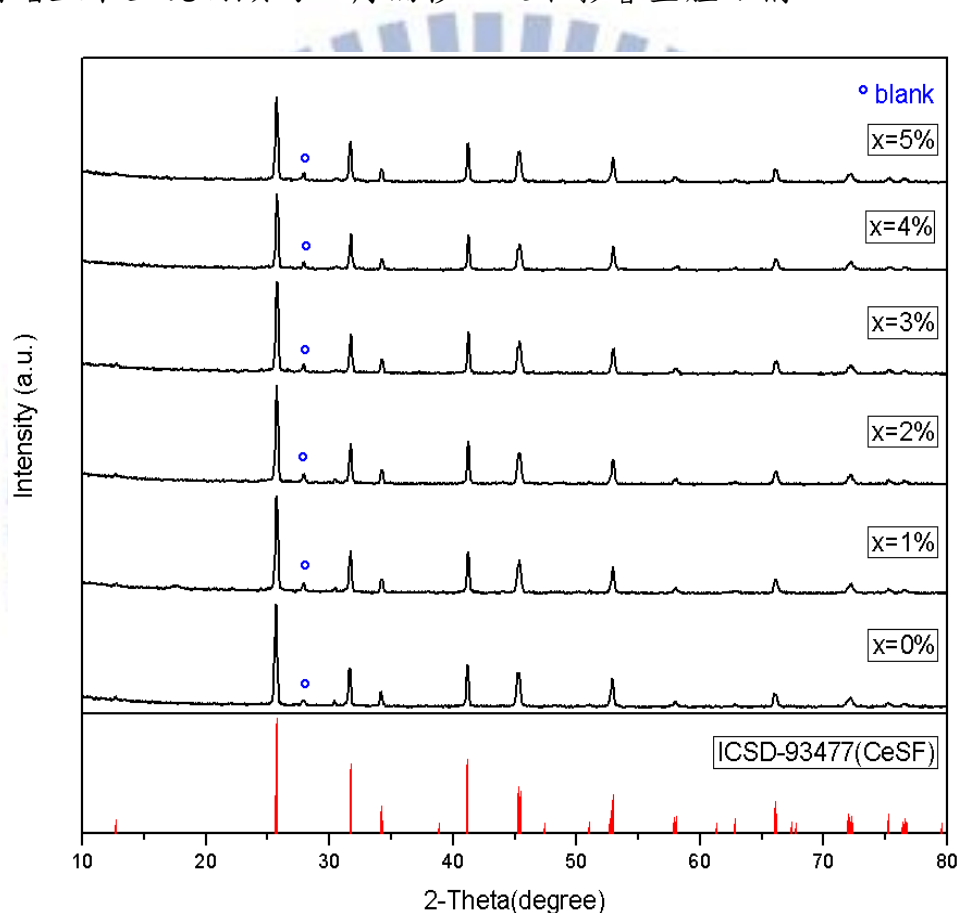 ° blank
x=5%
x=4%
x=3%
x=2%
x=1%
x=0%
ICSD-93477(CeSF)
Intensity (a.u.)
10 20 30 40 50 60 70 80
2-Theta(degree)